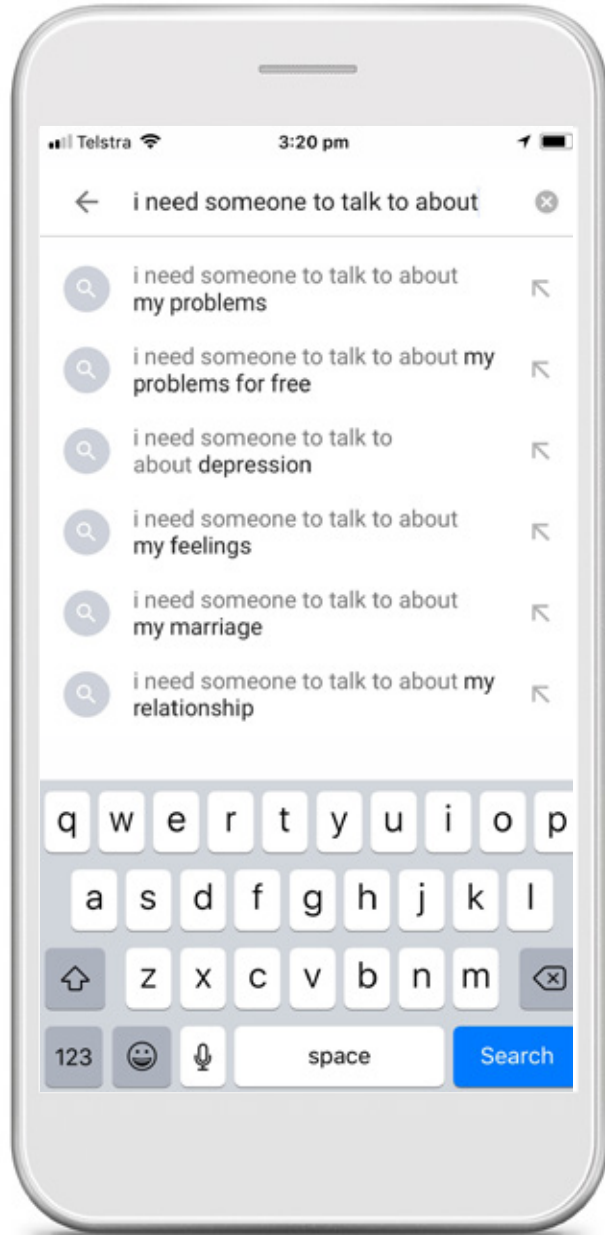 Telstra 3:20 pm
i need someone to talk to about
i need someone to talk to about
my problems
i need someone to talk to about my
problems for free
i need someone to talk to
about depression
i need someone to talk to about
my feelings
i need someone to talk to about
my marriage
i need someone to talk to about my
relationship
q w e r t y u i o p
a s d f g h j k l
z x c v b n m
123 space Search